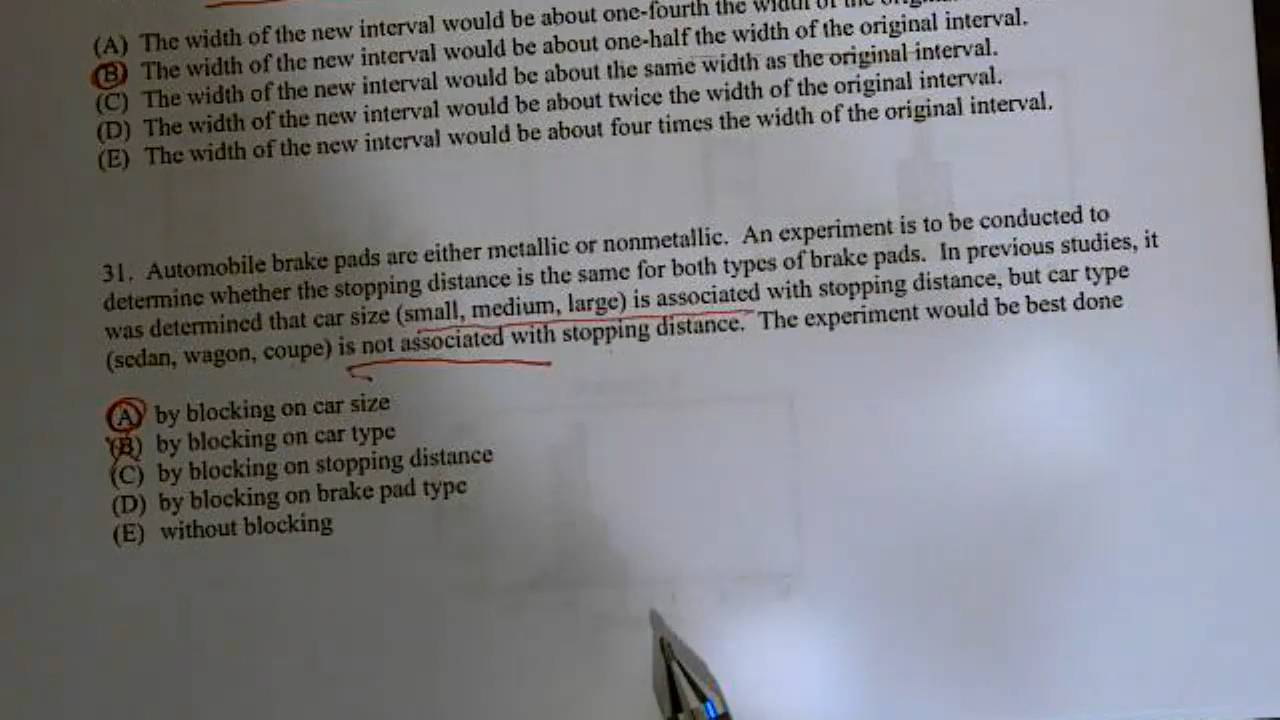 (A) The width of the new interval would be about one-fourth the width of the
(B) The width of the new interval would be about one-half the width of the original interval.
(C) The width of the new interval would be about the same width as the original interval.
(D) The width of the new interval would be about twice the width of the original interval.
(E) The width of the new interval would be about four times the width of the original interval.
31. Automobile brake pads are either metallic or nonmetallic. An experiment is to be conducted to
determine whether the stopping distance is the same for both types of brake pads. In previous studies, it
was determined that car size (small, medium, large) is associated with stopping distance, but car type
(sedan, wagon, coupe) is not associated with stopping distance. The experiment would be best done
(A) by blocking on car size
(B) by blocking on car type
(C) by blocking on stopping distance
(D) by blocking on brake pad type
(E) without blocking